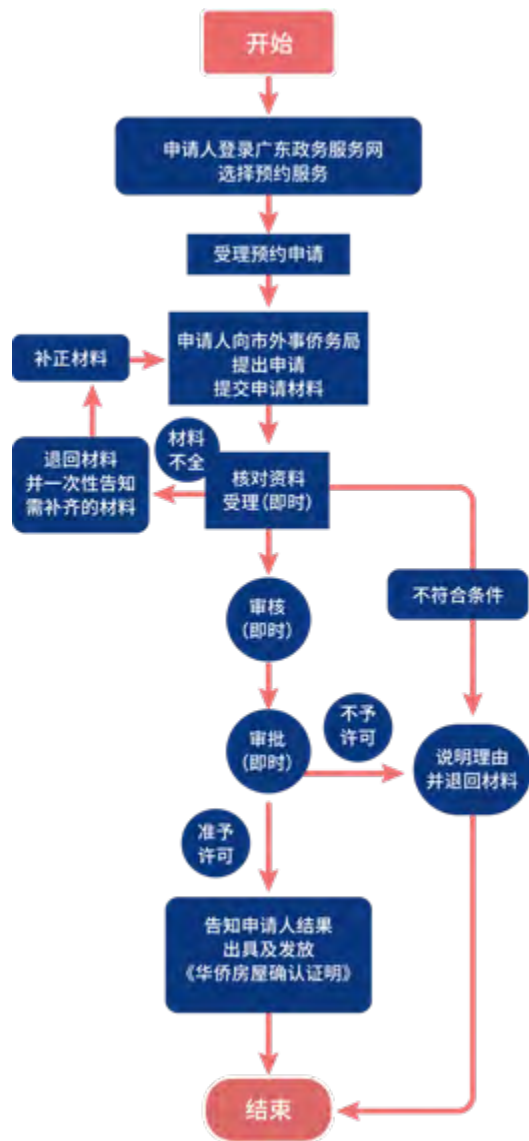 开始
申请人登录广东政务服务网
选择预约服务
受理预约申请
申请人向市外事侨务局
提出申请
提交申请材料
补正材料
材料
不全
退回材料
并一次性告知
需补齐的材料
核对资料
受理(即时)
不符合条件
审核
(即时)
审批
(即时)
不予
许可
说明理由
并退回材料
准予
许可
告知申请人结果
出具及发放
《华侨房屋确认证明》
结束